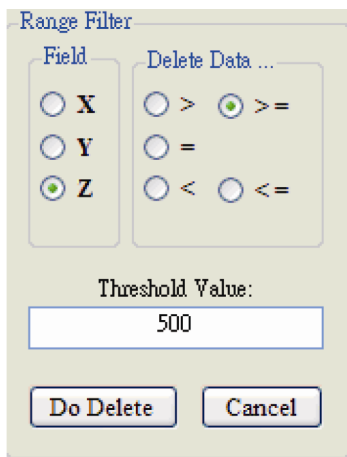 Range Filter
Field
Delete Data ...
X
> >=
Y
=
Z
< <=
Threshold Value:
500
Do Delete Cancel